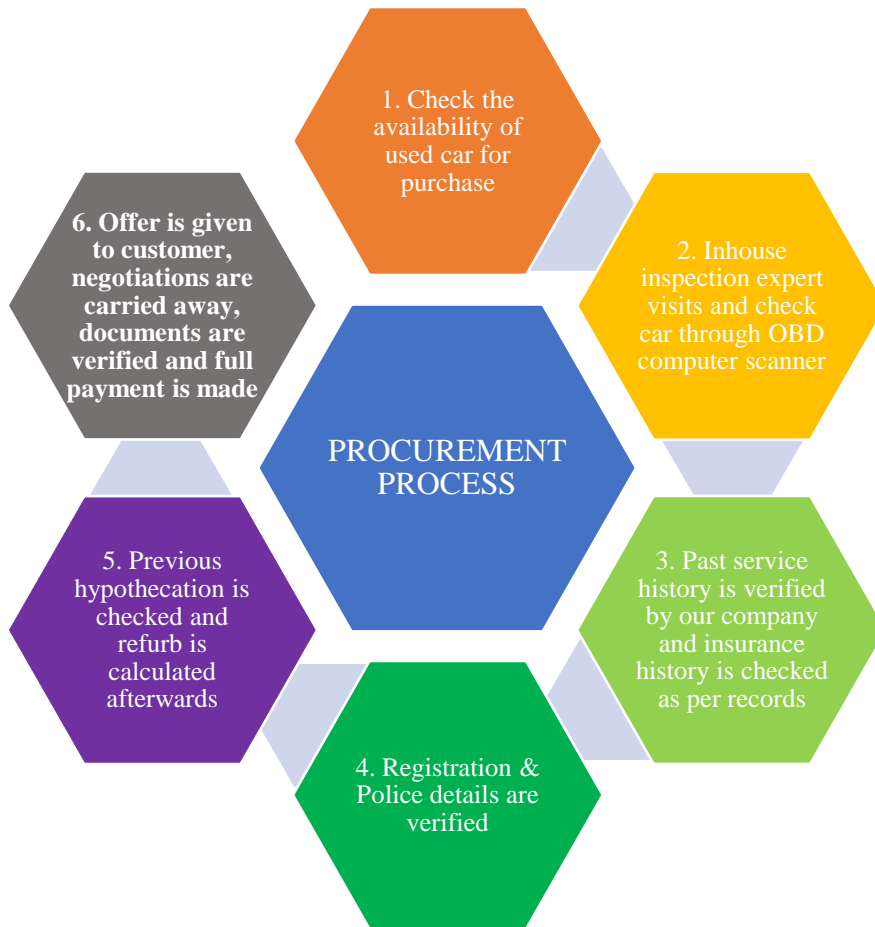 1. Check the
availability of
used car for
purchase
2. Inhouse
inspection expert
visits and check
car through OBD
computer scanner
3. Past service
history is verified
by our company
and insurance
history is checked
as per records
4. Registration &
Police details are
verified
5. Previous
hypothecation is
checked and
refurb is
calculated
afterwards
6. Offer is given
to customer,
negotiations are
carried away,
documents are
verified and full
payment is made
PROCUREMENT
PROCESS